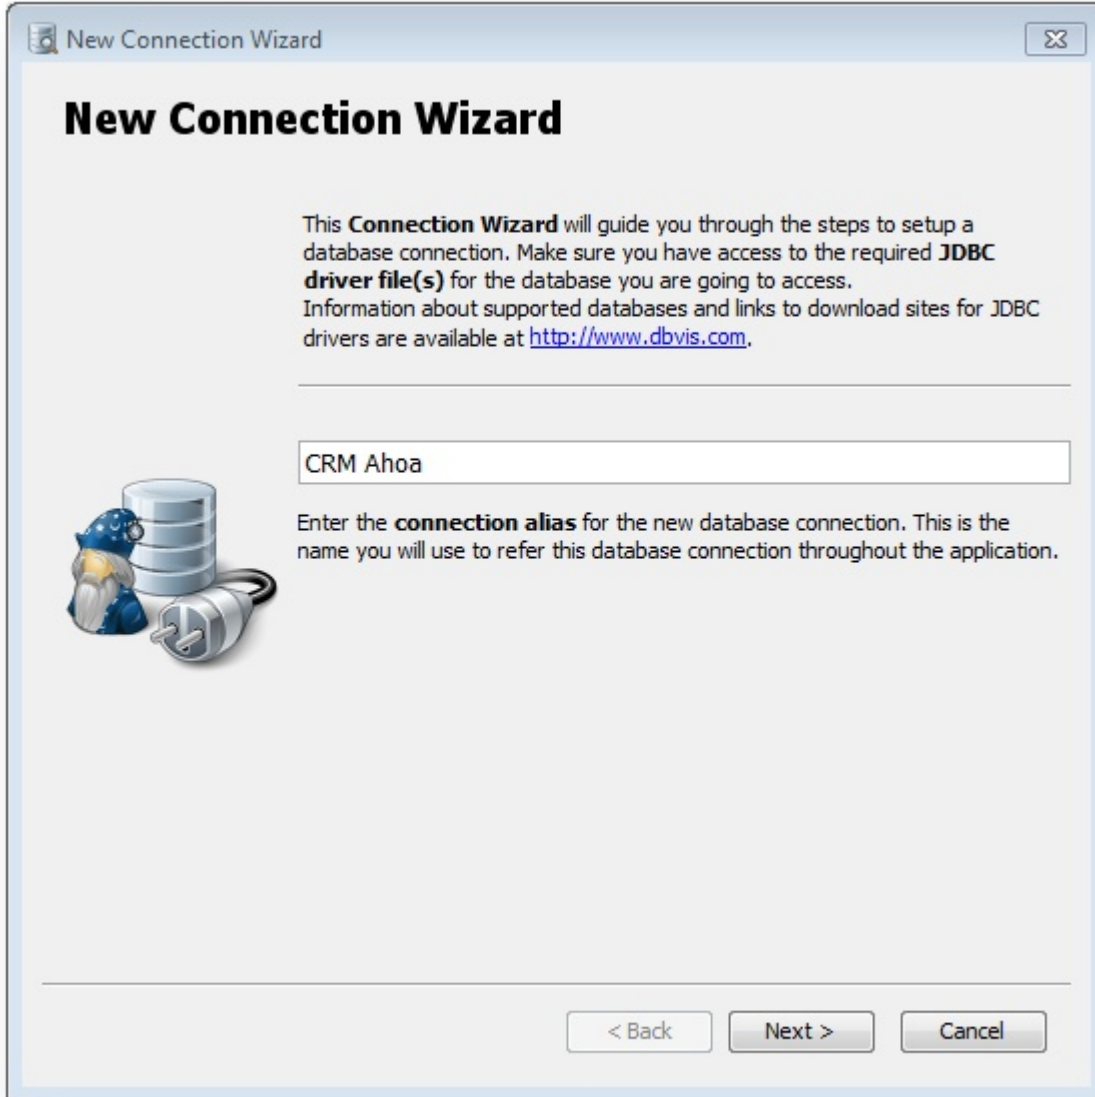 New Connection Wizard
New Connection Wizard
This Connection Wizard will guide you through the steps to setup a
database connection. Make sure you have access to the required JDBC
driver file(s) for the database you are going to access.
Information about supported databases and links to download sites for JDBC
drivers are available at http://www.dbvis.com.
CRM Ahoa
Enter the connection alias for the new database connection. This is the
name you will use to refer this database connection throughout the application.
< Back Next > Cancel